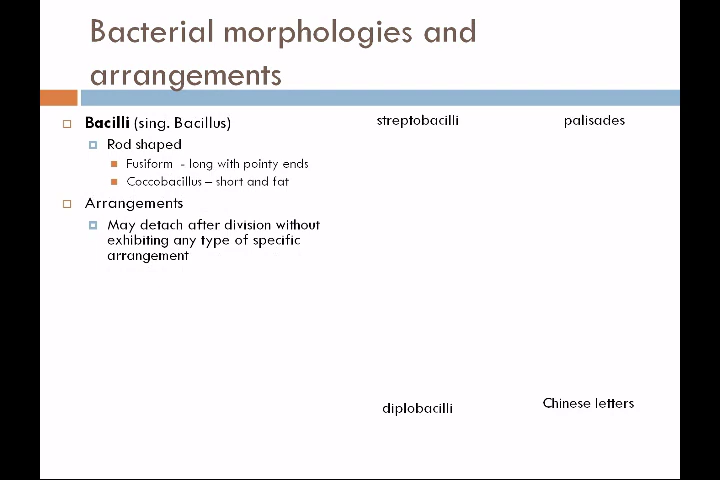 Bacterial morphologies and
arrangements
Bacilli (sing. Bacillus)
Rod shaped
Fusiform - long with pointy ends
Coccobacillus – short and fat
Arrangements
May detach after division without
exhibiting any type of specific
arrangement
streptobacilli
palisades
diplobacilli
Chinese letters